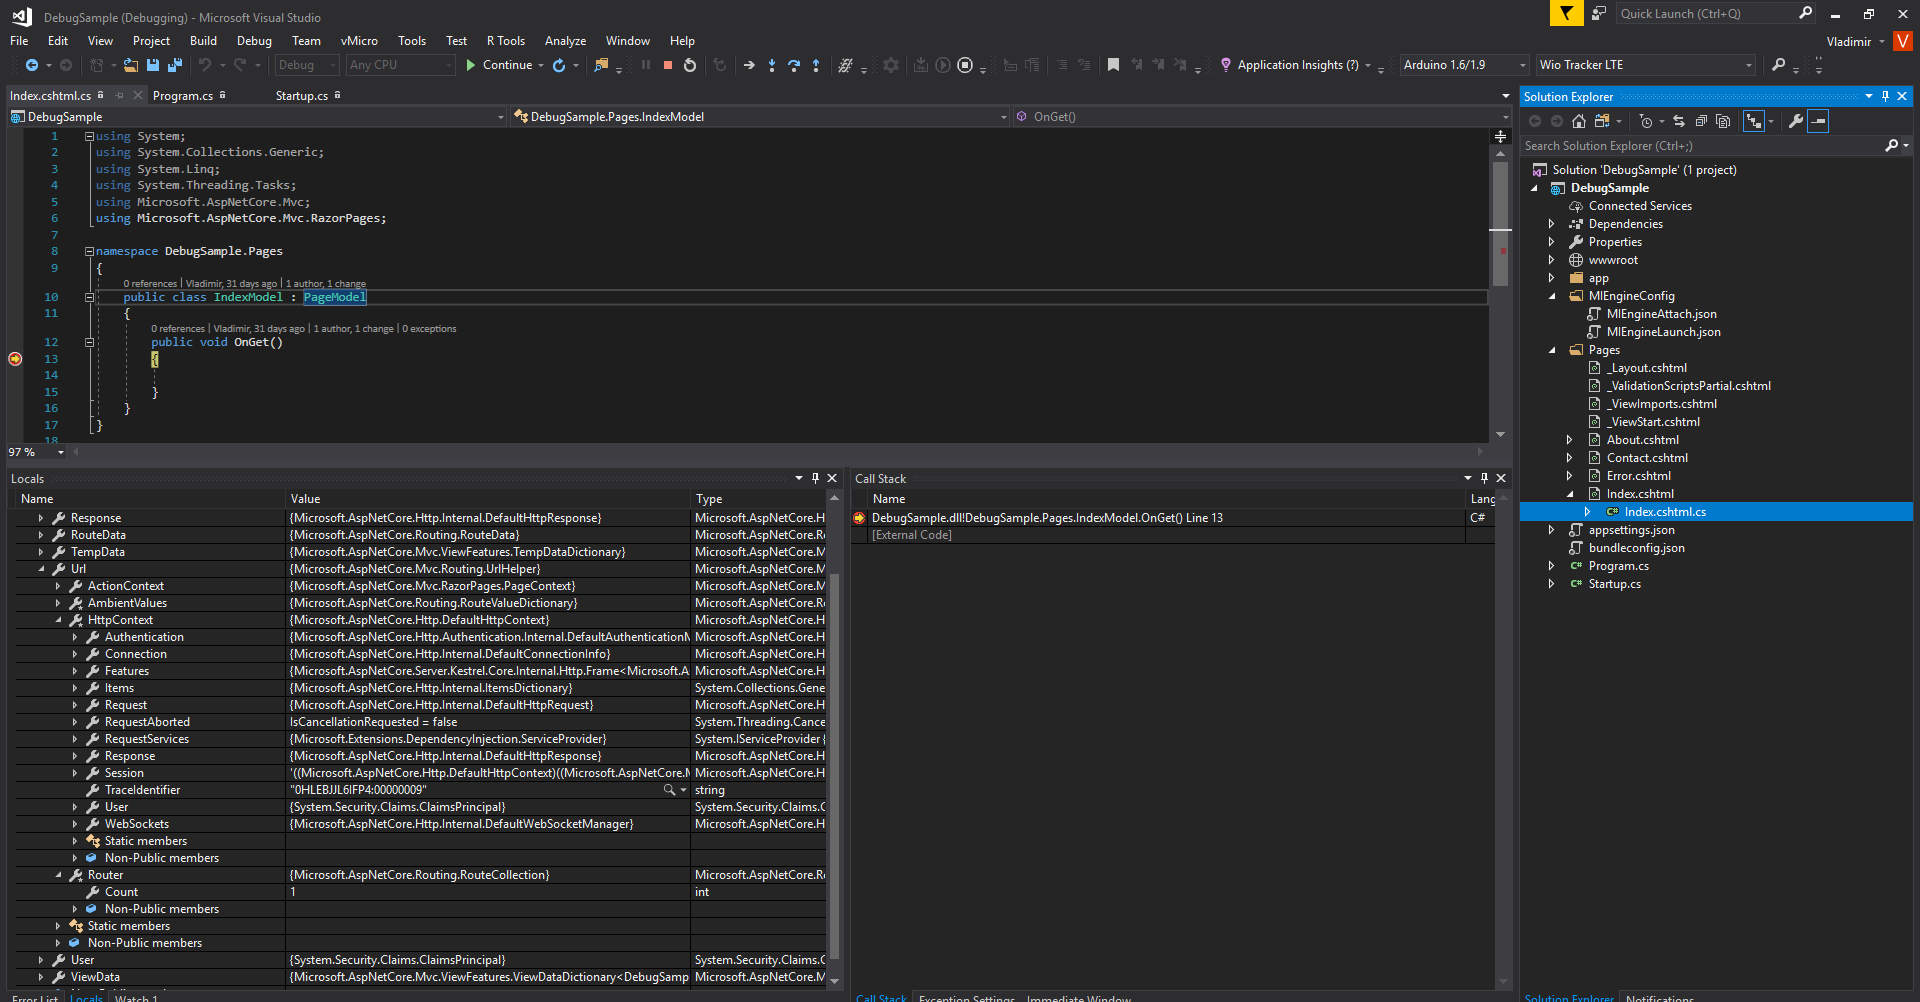 DebugSample (Debugging) - Microsoft Visual Studio
Quick Launch (Ctrl+Q)
File Edit View Project Build Debug Team vMicro Tools Test R Tools Analyze Window Help
Vladimir V
Debug Any CPU Continue Application Insights (?) Arduino 1.6/1.9 Wio Tracker LTE
Index.cshtml.cs Program.cs Startup.cs
DebugSample DebugSample.Pages.IndexModel OnGet()
1 using System;
2 using System.Collections.Generic;
3 using System.Linq;
4 using System.Threading.Tasks;
5 using Microsoft.AspNetCore.Mvc;
6 using Microsoft.AspNetCore.Mvc.RazorPages;
7
8 namespace DebugSample.Pages
9 {
0 references | Vladimir, 31 days ago | 1 author, 1 change
10 public class IndexModel : PageModel
11 {
0 references | Vladimir, 31 days ago | 1 author, 1 change | 0 exceptions
12 public void OnGet()
13 {
14
15 }
16 }
17 }
18
97 %
Locals
Name Value Type
Response {Microsoft.AspNetCore.Http.Internal.DefaultHttpResponse} Microsoft.AspNetCore.H
RouteData {Microsoft.AspNetCore.Routing.RouteData} Microsoft.AspNetCore.Ro
TempData {Microsoft.AspNetCore.Mvc.ViewFeatures.TempDataDictionary} Microsoft.AspNetCore.M
Url {Microsoft.AspNetCore.Mvc.Routing.UrlHelper} Microsoft.AspNetCore.M
ActionContext {Microsoft.AspNetCore.Mvc.RazorPages.PageContext} Microsoft.AspNetCore.M
AmbientValues {Microsoft.AspNetCore.Routing.RouteValueDictionary} Microsoft.AspNetCore.Ro
HttpContext {Microsoft.AspNetCore.Http.DefaultHttpContext} Microsoft.AspNetCore.H
Authentication {Microsoft.AspNetCore.Http.Authentication.Internal.DefaultAuthenticationM Microsoft.AspNetCore.H
Connection {Microsoft.AspNetCore.Http.Internal.DefaultConnectionInfo} Microsoft.AspNetCore.H
Features {Microsoft.AspNetCore.Server.Kestrel.Core.Internal.Http.Frame<Microsoft.A Microsoft.AspNetCore.H
Items {Microsoft.AspNetCore.Http.Internal.ItemsDictionary} System.Collections.Gene
Request {Microsoft.AspNetCore.Http.Internal.DefaultHttpRequest} Microsoft.AspNetCore.H
RequestAborted IsCancellationRequested = false System.Threading.Cance
RequestServices {Microsoft.Extensions.DependencyInjection.ServiceProvider} System.IServiceProvider {
Response {Microsoft.AspNetCore.Http.Internal.DefaultHttpResponse} Microsoft.AspNetCore.H
Session '((Microsoft.AspNetCore.Http.DefaultHttpContext)((Microsoft.AspNetCore.M Microsoft.AspNetCore.H
TraceIdentifier "0HLEBJJL6IFP4:00000009" string
User {System.Security.Claims.ClaimsPrincipal} System.Security.Claims.C
WebSockets {Microsoft.AspNetCore.Http.Internal.DefaultWebSocketManager} Microsoft.AspNetCore.H
Static members
Non-Public members
Router {Microsoft.AspNetCore.Routing.RouteCollection} Microsoft.AspNetCore.Ro
Count 1 int
Non-Public members
Static members
Non-Public members
User {System.Security.Claims.ClaimsPrincipal} System.Security.Claims.C
ViewData {Microsoft.AspNetCore.Mvc.ViewFeatures.ViewDataDictionary<DebugSamp Microsoft.AspNetCore.M
Error List Locals Watch 1
Call Stack
Name Lang
DebugSample.dll!DebugSample.Pages.IndexModel.OnGet() Line 13 C#
[External Code]
Call Stack Exception Settings Immediate Window
Solution Explorer
Search Solution Explorer (Ctrl+;)
Solution 'DebugSample' (1 project)
DebugSample
Connected Services
Dependencies
Properties
wwwroot
app
MIEngineConfig
MIEngineAttach.json
MIEngineLaunch.json
Pages
_Layout.cshtml
_ValidationScriptsPartial.cshtml
_ViewImports.cshtml
_ViewStart.cshtml
About.cshtml
Contact.cshtml
Error.cshtml
Index.cshtml
C# Index.cshtml.cs
appsettings.json
bundleconfig.json
C# Program.cs
C# Startup.cs
Solution Explorer Notifications